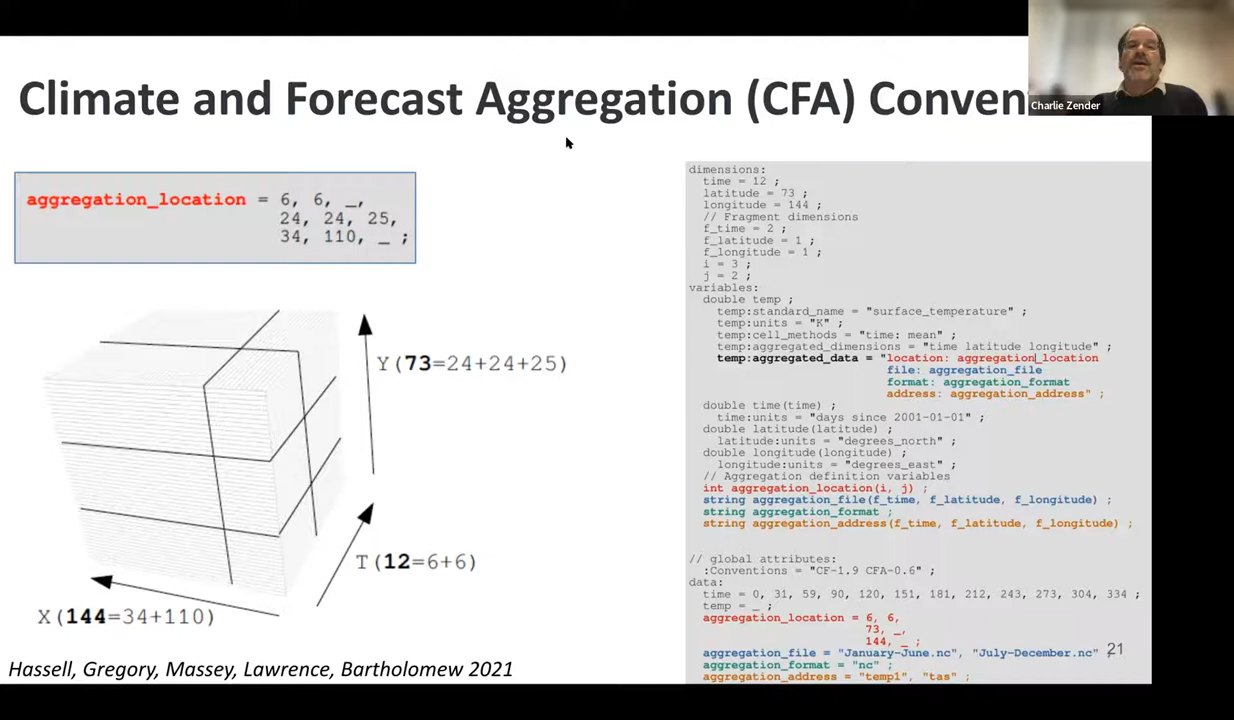 Climate and Forecast Aggregation (CFA) Conven
Charlie Zender
aggregation_location = 6, 6, _,
24, 24, 25,
34, 110, _ ;
Y(73=24+24+25)
T(12=6+6)
X(144=34+110)
Hassell, Gregory, Massey, Lawrence, Bartholomew 2021
dimensions:
time = 12 ;
latitude = 73 ;
longitude = 144 ;
// Fragment dimensions
f_time = 2 ;
f_latitude = 1 ;
f_longitude = 1 ;
i = 3 ;
j = 2 ;
variables:
double temp ;
temp:standard_name = "surface_temperature" ;
temp:units = "K" ;
temp:cell_methods = "time: mean" ;
temp:aggregated_dimensions = "time latitude longitude" ;
temp:aggregated_data = "location: aggregation_location
file: aggregation_file
format: aggregation_format
address: aggregation_address" ;
double time(time) ;
time:units = "days since 2001-01-01" ;
double latitude(latitude) ;
latitude:units = "degrees_north" ;
double longitude(longitude) ;
longitude:units = "degrees_east" ;
// Aggregation definition variables
int aggregation_location(i, j) ;
string aggregation_file(f_time, f_latitude, f_longitude) ;
string aggregation_format ;
string aggregation_address(f_time, f_latitude, f_longitude) ;
// global attributes:
:Conventions = "CF-1.9 CFA-0.6" ;
data:
time = 0, 31, 59, 90, 120, 151, 181, 212, 243, 273, 304, 334 ;
temp = _ ;
aggregation_location = 6, 6,
73, _,
144, _ ;
aggregation_file = "January-June.nc", "July-December.nc" ;
aggregation_format = "nc" ;
aggregation_address = "temp1", "tas" ;
21